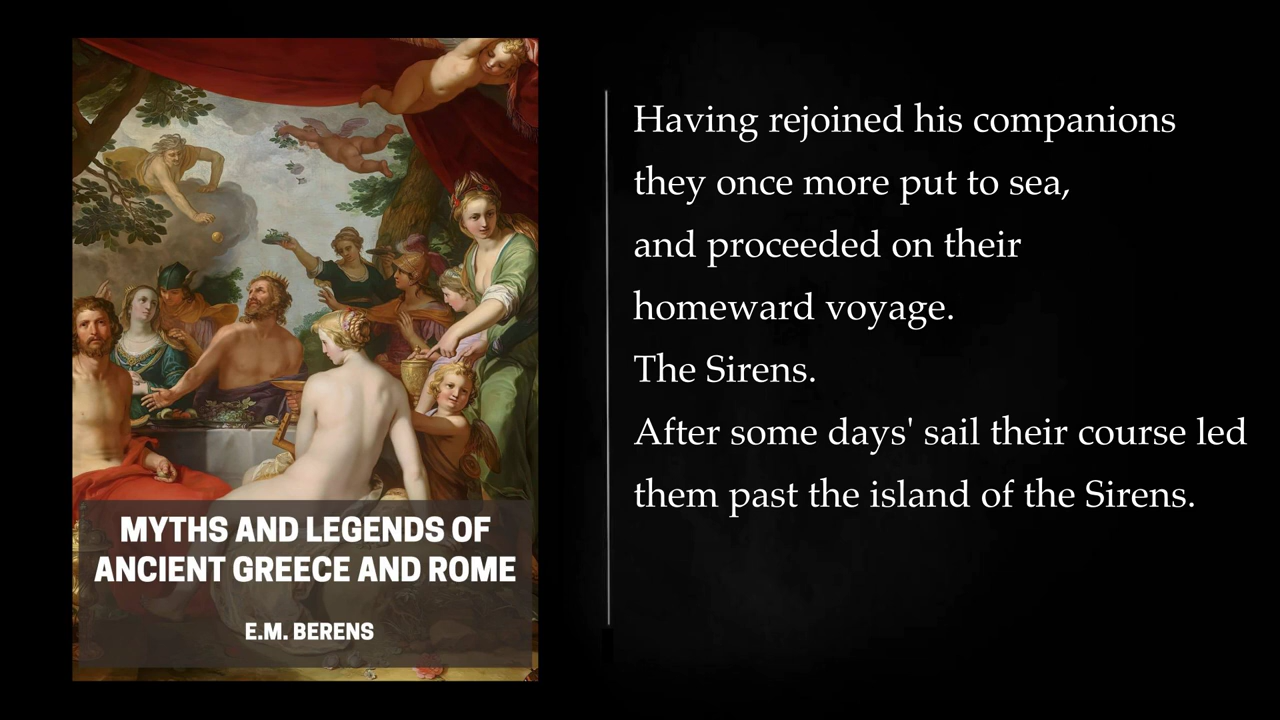 MYTHS AND LEGENDS OF
ANCIENT GREECE AND ROME
E.M. BERENS
Having rejoined his companions
they once more put to sea,
and proceeded on their
homeward voyage.
The Sirens.
After some days' sail their course led
them past the island of the Sirens.